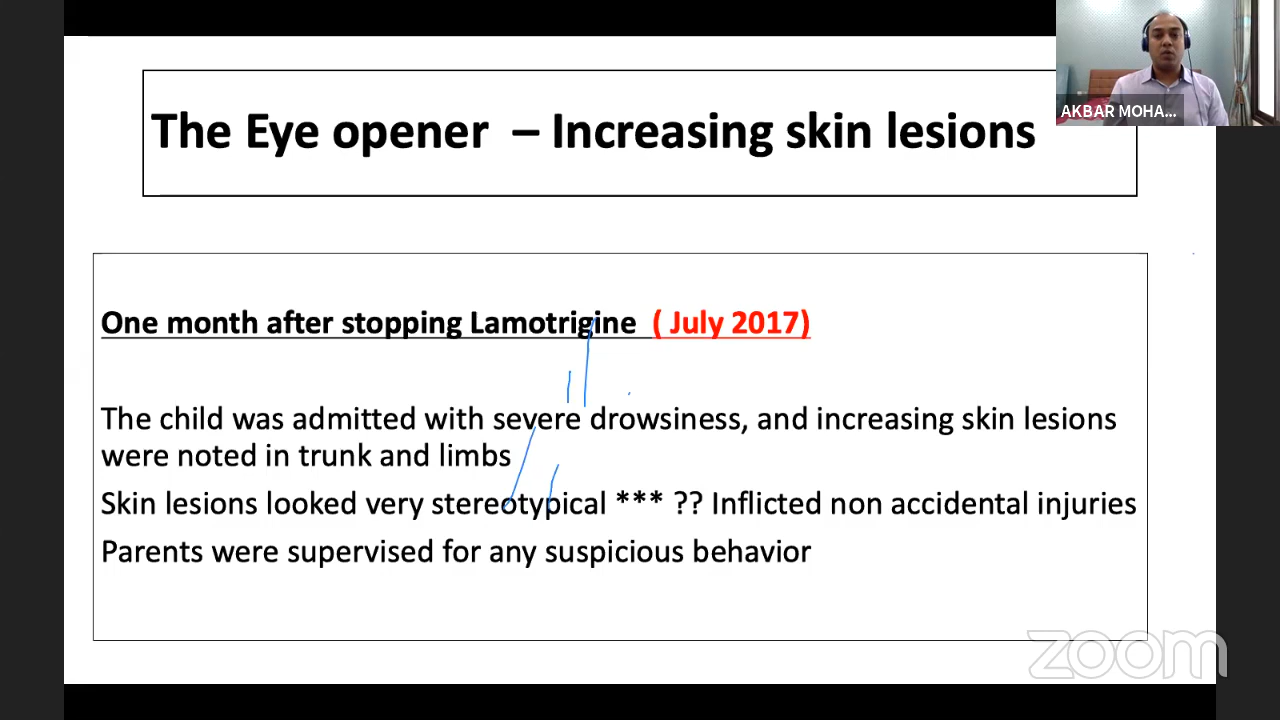 The Eye opener – Increasing skin lesions
AKBAR MOHA...
One month after stopping Lamotrigine ( July 2017)
The child was admitted with severe drowsiness, and increasing skin lesions
were noted in trunk and limbs
Skin lesions looked very stereotypical *** ?? Inflicted non accidental injuries
Parents were supervised for any suspicious behavior
zoom